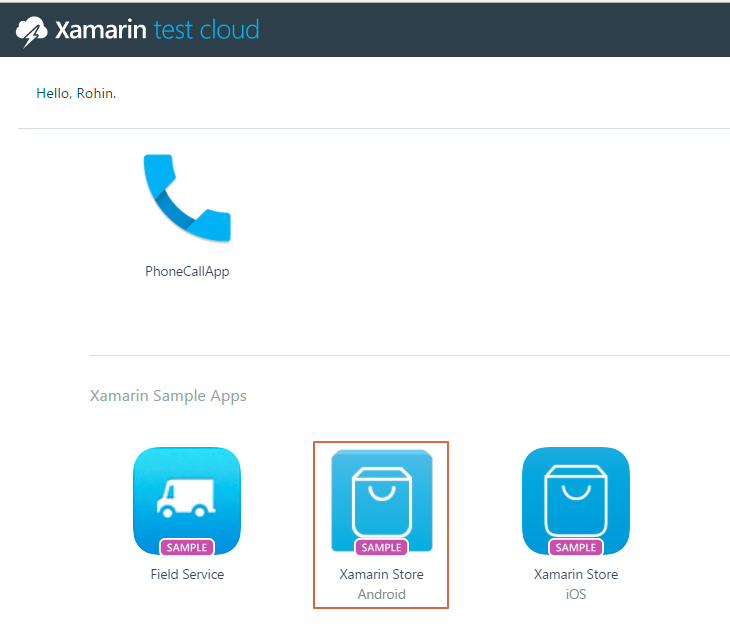 Xamarin test cloud
Hello, Rohin.
PhoneCallApp
Xamarin Sample Apps
SAMPLE
SAMPLE
SAMPLE
Field Service
Xamarin Store
Xamarin Store
Android
iOS